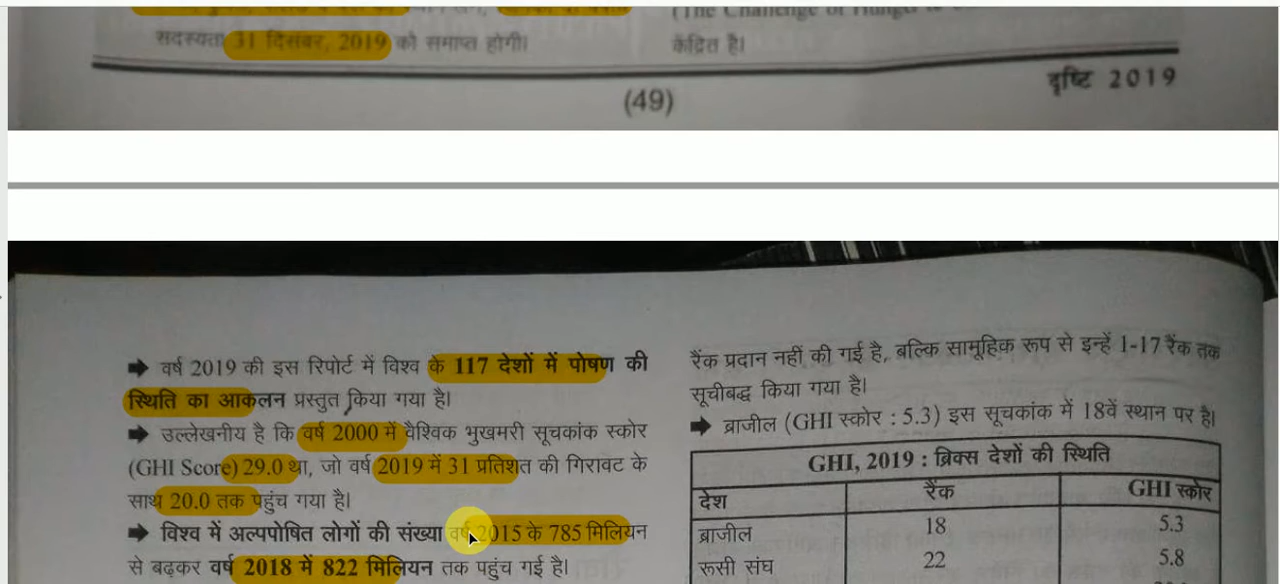 सदस्यता 31 दिसंबर, 2019 को समाप्त होगी।
(The Challenge of Hunger
केंद्रित है।
(49)
दृष्टि 2019
➡ वर्ष 2019 की इस रिपोर्ट में विश्व के 117 देशों में पोषण की
स्थिति का आकलन प्रस्तुत किया गया है।
➡ उल्लेखनीय है कि वर्ष 2000 में वैश्विक भुखमरी सूचकांक स्कोर
(GHI Score) 29.0 था, जो वर्ष 2019 में 31 प्रतिशत की गिरावट के
साथ 20.0 तक पहुंच गया है।
➡ विश्व में अल्पपोषित लोगों की संख्या वर्ष 2015 के 785 मिलियन
से बढ़कर वर्ष 2018 में 822 मिलियन तक पहुंच गई है।
रैंक प्रदान नहीं की गई है, बल्कि सामूहिक रूप से इन्हें 1-17 रैंक तक
सूचीबद्ध किया गया है।
➡ ब्राजील (GHI स्कोर : 5.3) इस सूचकांक में 18वें स्थान पर है।
GHI, 2019 : ब्रिक्स देशों की स्थिति
देश रैंक GHI स्कोर
ब्राजील 18 5.3
रूसी संघ 22 5.8